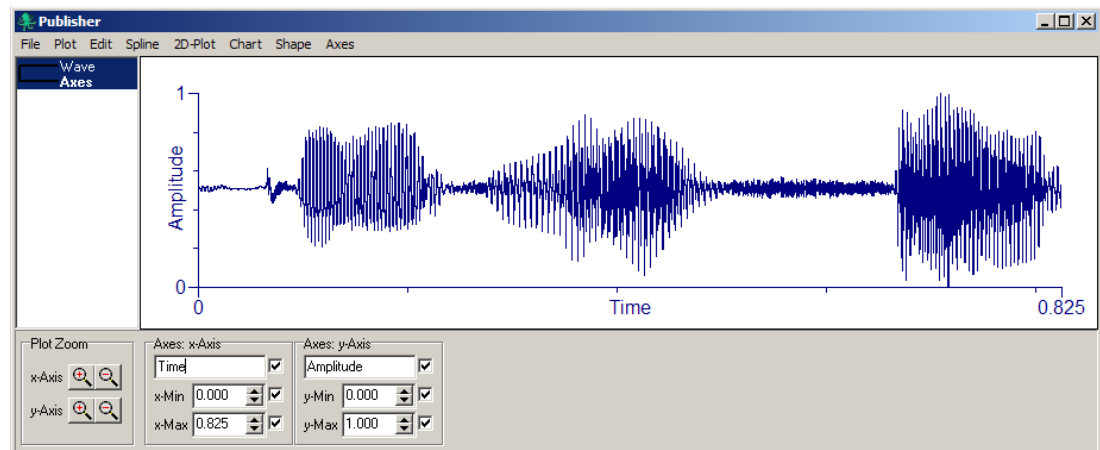 Publisher
File Plot Edit Spline 2D-Plot Chart Shape Axes
Wave
Axes
1
Amplitude
0
0 Time 0.825
Plot Zoom Axes: x-Axis Axes: y-Axis
Time Amplitude
x-Axis
x-Min 0.000 y-Min 0.000
y-Axis
x-Max 0.825 y-Max 1.000